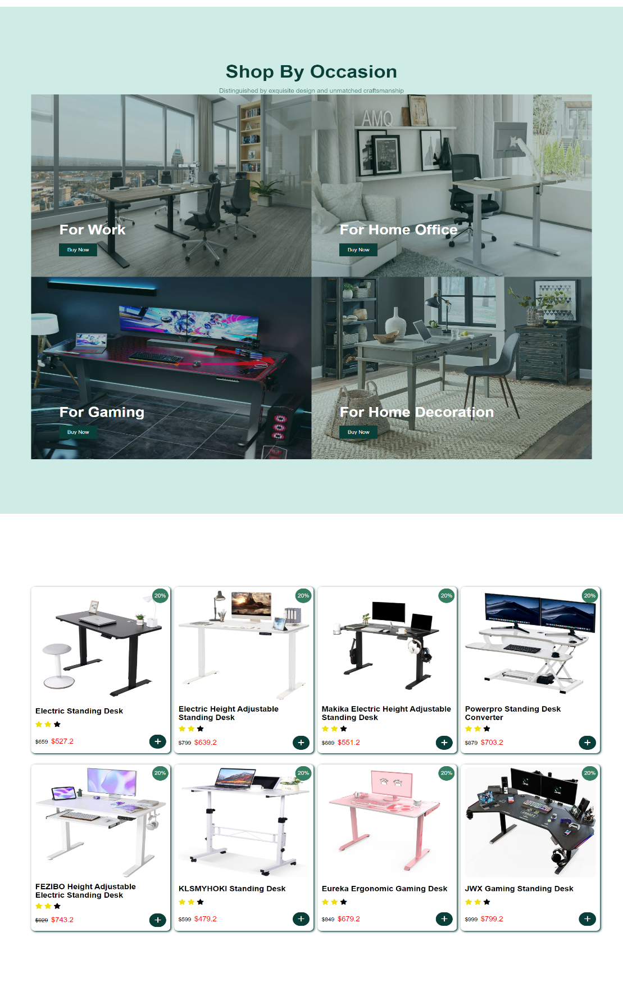 Shop By Occasion
Distinguished by exquisite design and unmatched craftsmanship
AMQ
For Work
Buy Now
For Home Office
Buy Now
For Gaming
Buy Now
For Home Decoration
Buy Now
20%
Electric Standing Desk
$659 $527.2
+
20%
Electric Height Adjustable
Standing Desk
$799 $639.2
+
20%
Makika Electric Height Adjustable
Standing Desk
$689 $551.2
+
20%
Powerpro Standing Desk
Converter
$879 $703.2
+
20%
FEZIBO Height Adjustable
Electric Standing Desk
$929 $743.2
+
20%
KLSMYHOKI Standing Desk
$599 $479.2
+
20%
Eureka Ergonomic Gaming Desk
$849 $679.2
+
20%
JWX Gaming Standing Desk
$999 $799.2
+